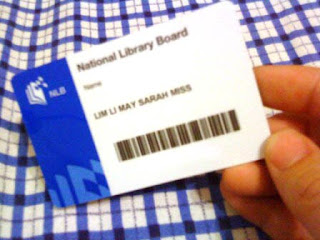 National Library Board
Name
LIM LI MAY SARAH MISS
NLB